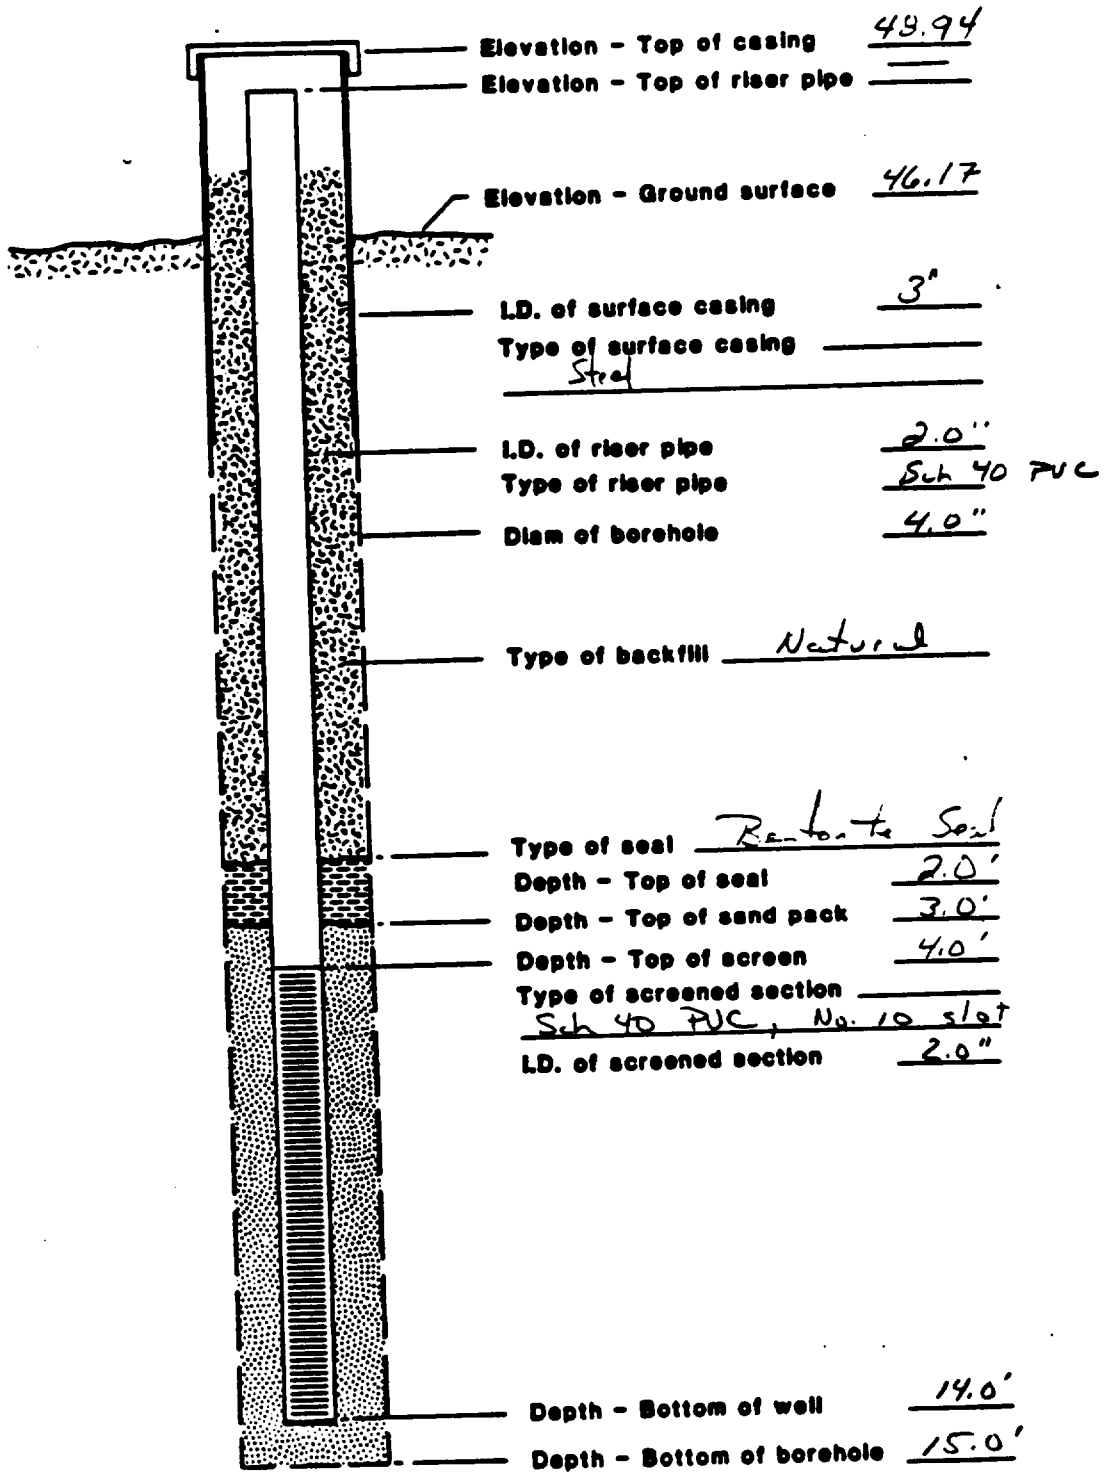 Elevation - Top of casing 48.94
Elevation - Top of riser pipe —
Elevation - Ground surface 46.17
I.D. of surface casing 3"
Type of surface casing
Steel
I.D. of riser pipe 2.0"
Type of riser pipe Sch 40 PVC
Diam of borehole 4.0"
Type of backfill Natural
Type of seal Bentonite Seal
Depth - Top of seal 2.0'
Depth - Top of sand pack 3.0'
Depth - Top of screen 4.0'
Type of screened section
Sch 40 PVC, No. 10 slot
I.D. of screened section 2.0"
Depth - Bottom of well 14.0'
Depth - Bottom of borehole 15.0'